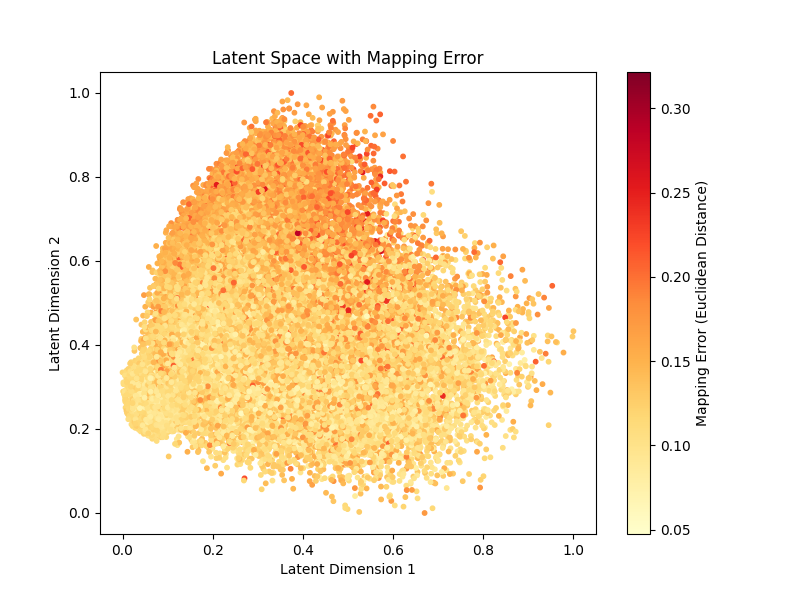 Latent Space with Mapping Error
1.0
0.8
0.6
0.4
0.2
0.0
Latent Dimension 2
0.0 0.2 0.4 0.6 0.8 1.0
Latent Dimension 1
0.30
0.25
0.20
0.15
0.10
0.05
Mapping Error (Euclidean Distance)